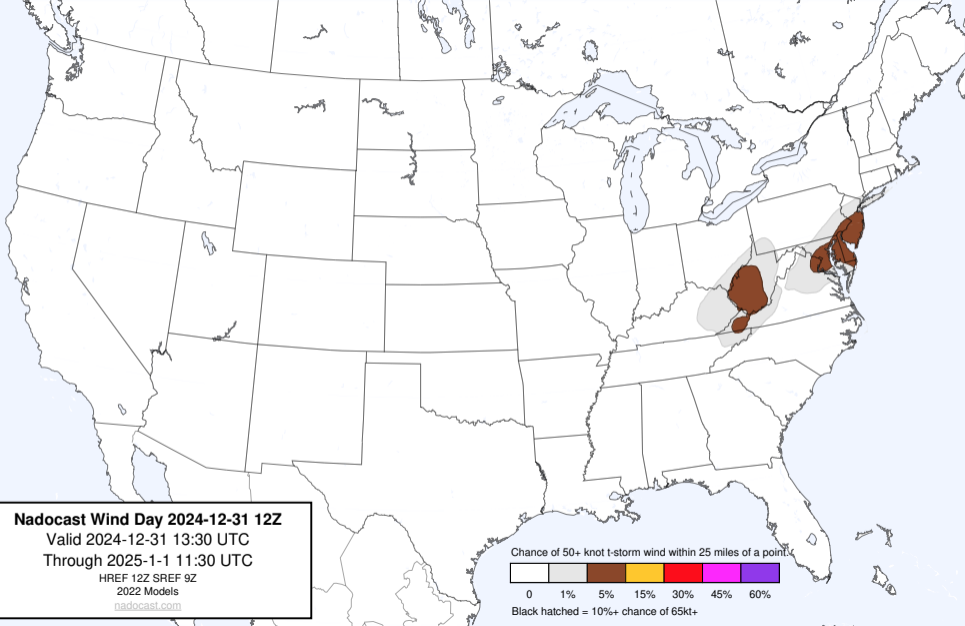 Nadocast Wind Day 2024-12-31 12Z
Valid 2024-12-31 13:30 UTC
Through 2025-1-1 11:30 UTC
HREF 12Z SREF 9Z
2022 Models
nadocast.com
Chance of 50+ knot t-storm wind within 25 miles of a point.
0 1% 5% 15% 30% 45% 60%
Black hatched = 10%+ chance of 65kt+